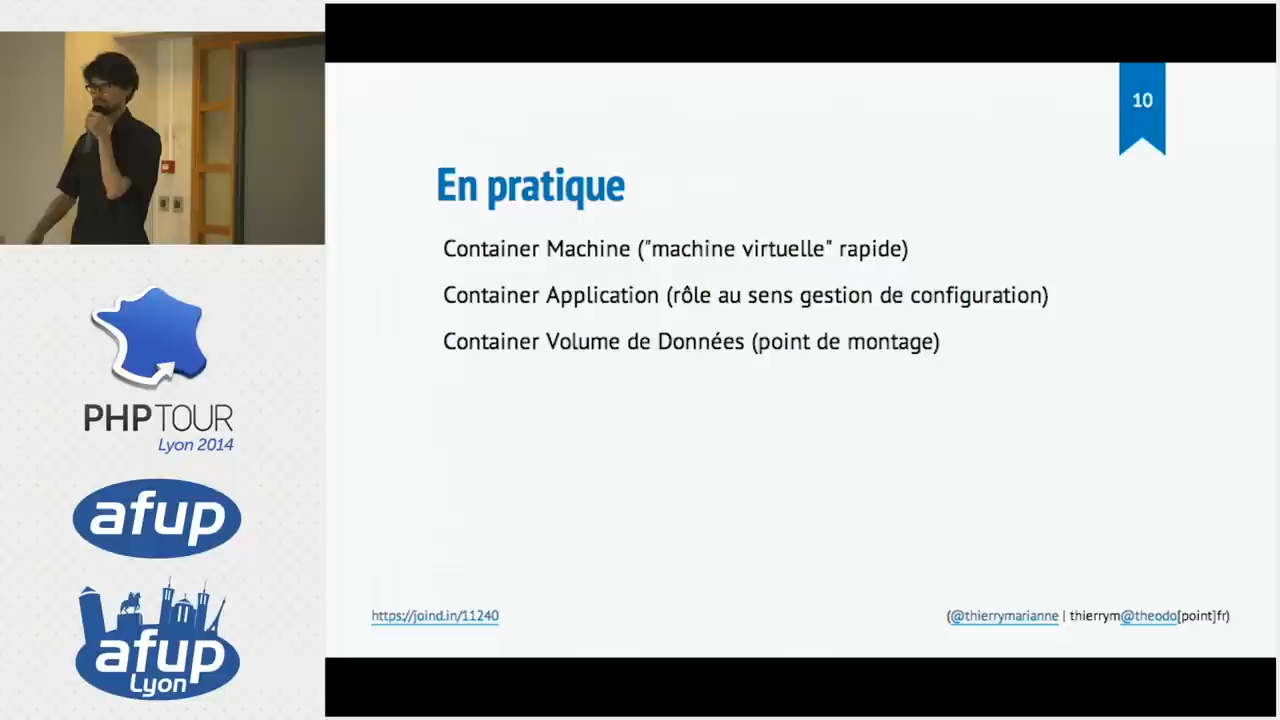 10
En pratique
Container Machine ("machine virtuelle" rapide)
Container Application (rôle au sens gestion de configuration)
Container Volume de Données (point de montage)
https://joind.in/11240
(@thierrymarianne | thierrym@theodo[point]fr)
PHPTOUR
Lyon 2014
afup
afup
Lyon